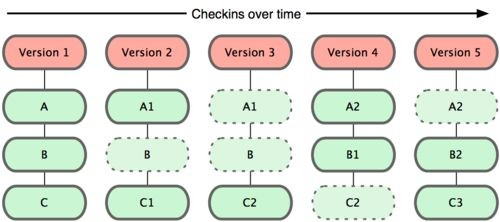 Checkins over time
Version 1 Version 2 Version 3 Version 4 Version 5
A A1 A1 A2 A2
B B B B1 B2
C C1 C2 C2 C3